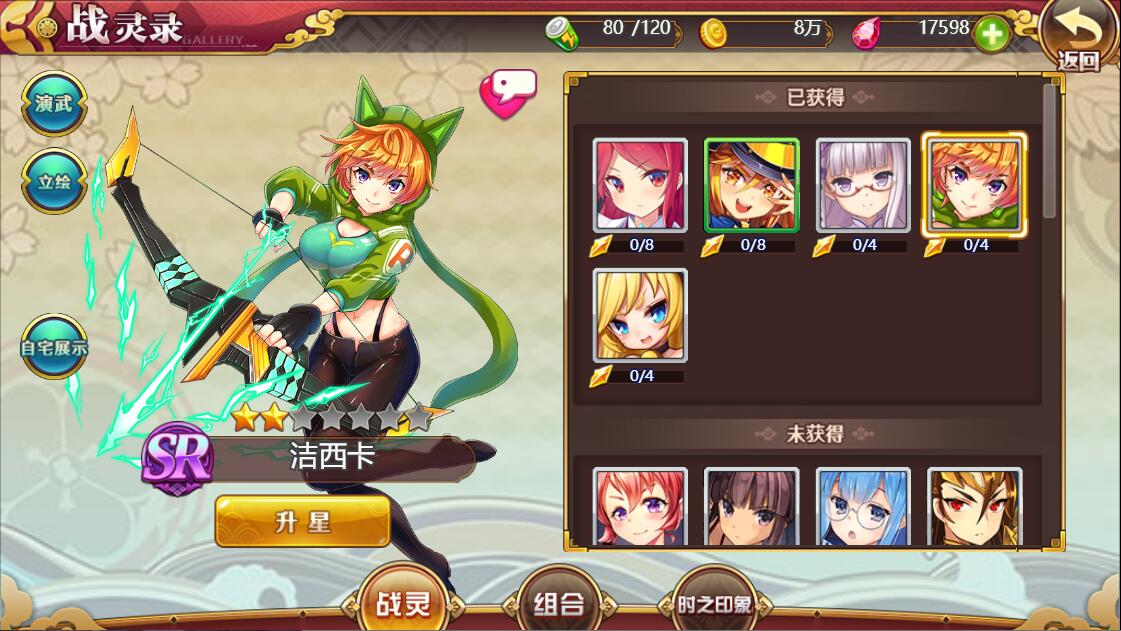 战灵录
GALLERY
80 /120
8万
17598
返回
演武
立绘
自宅展示
已获得
0/8
0/8
0/4
0/4
0/4
未获得
R
SR
洁西卡
升星
战灵
组合
时之印象